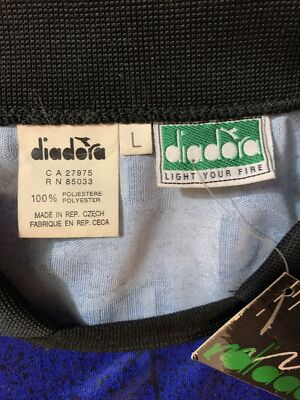 diadora
L
C A 27975
R N 85033
100% POLIESTERE
POLYESTER
MADE IN REP. CZECH
FABRIQUE EN REP. CECA
diadora
LIGHT YOUR FIRE